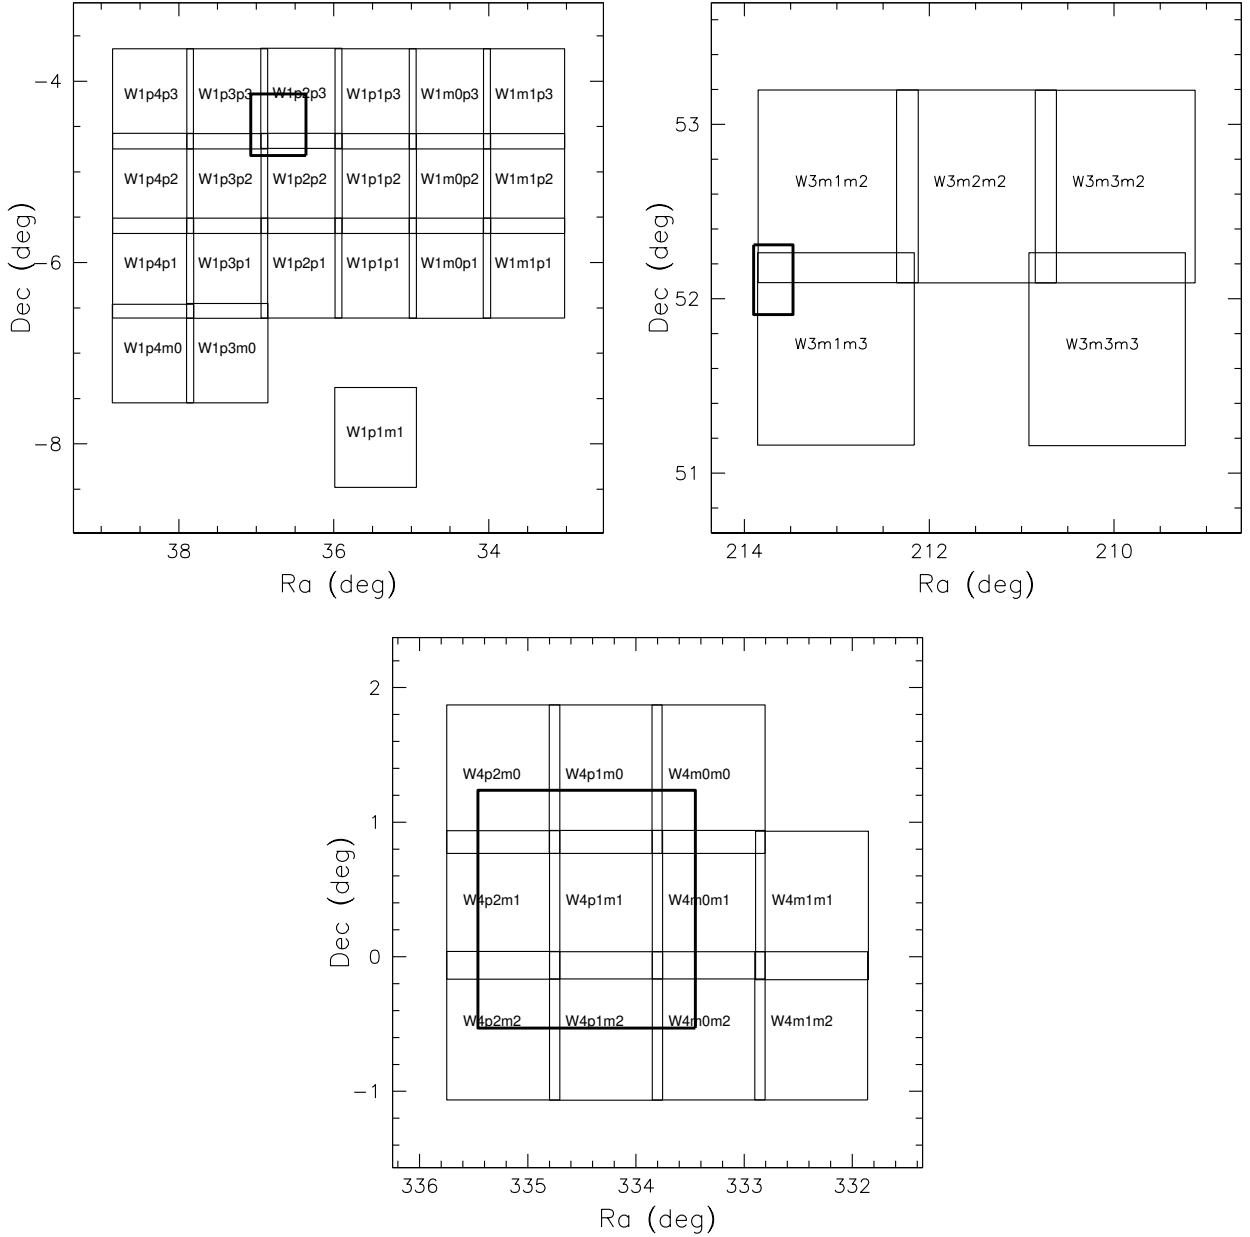 −4
−6
−8
Dec (deg)
W1p4p3 W1p3p3 W1p2p3 W1p1p3 W1m0p3 W1m1p3
W1p4p2 W1p3p2 W1p2p2 W1p1p2 W1m0p2 W1m1p2
W1p4p1 W1p3p1 W1p2p1 W1p1p1 W1m0p1 W1m1p1
W1p4m0 W1p3m0
W1p1m1
38 36 34
Ra (deg)
53
52
51
Dec (deg)
W3m1m2 W3m2m2 W3m3m2
W3m1m3 W3m3m3
214 212 210
Ra (deg)
2
1
0
−1
Dec (deg)
W4p2m0 W4p1m0 W4m0m0
W4p2m1 W4p1m1 W4m0m1 W4m1m1
W4p2m2 W4p1m2 W4m0m2 W4m1m2
336 335 334 333 332
Ra (deg)